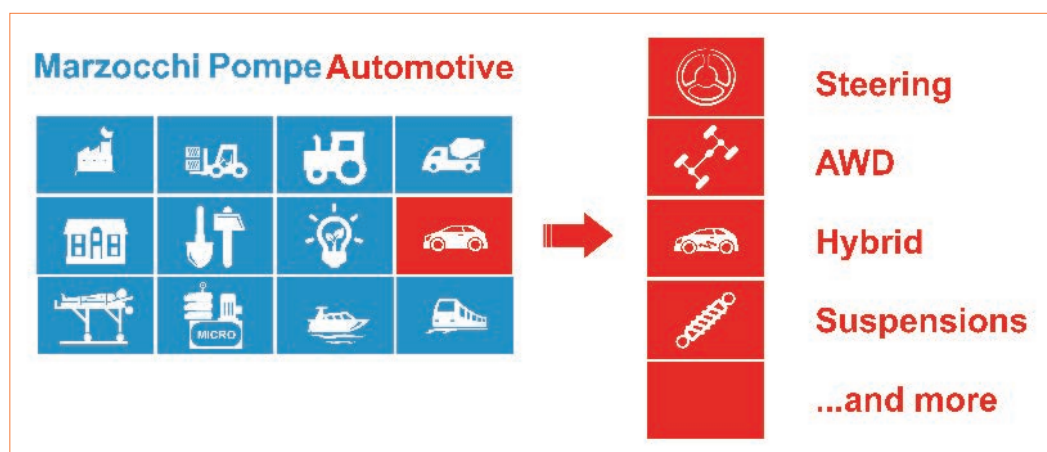 Marzocchi Pompe Automotive
MICRO
Steering
AWD
Hybrid
Suspensions
...and more